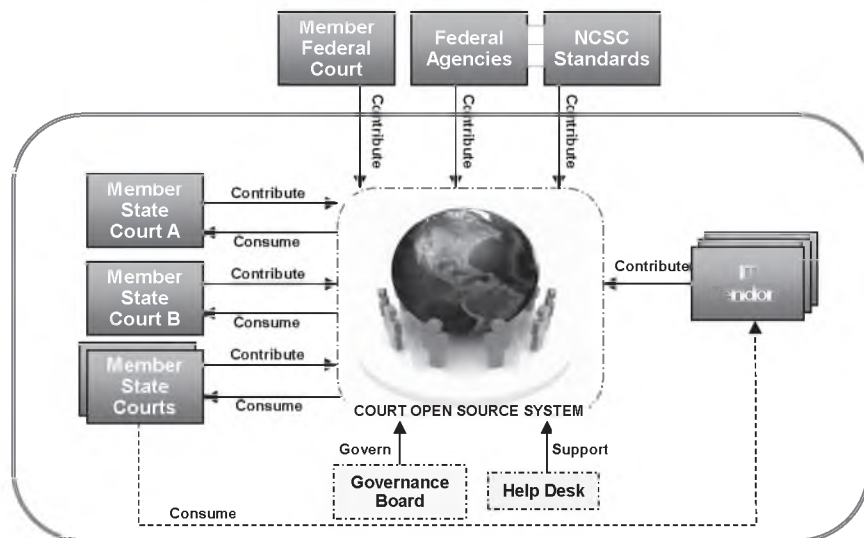 Member
Federal
Court
Federal
Agencies
NCSC
Standards
Contribute
Contribute
Contribute
Member
State
Court A
Contribute
Consume
Member
State
Court B
Contribute
Consume
Member
State
Courts
Contribute
Consume
Contribute
COURT OPEN SOURCE SYSTEM
Govern
Support
Governance
Board
Help Desk
Consume